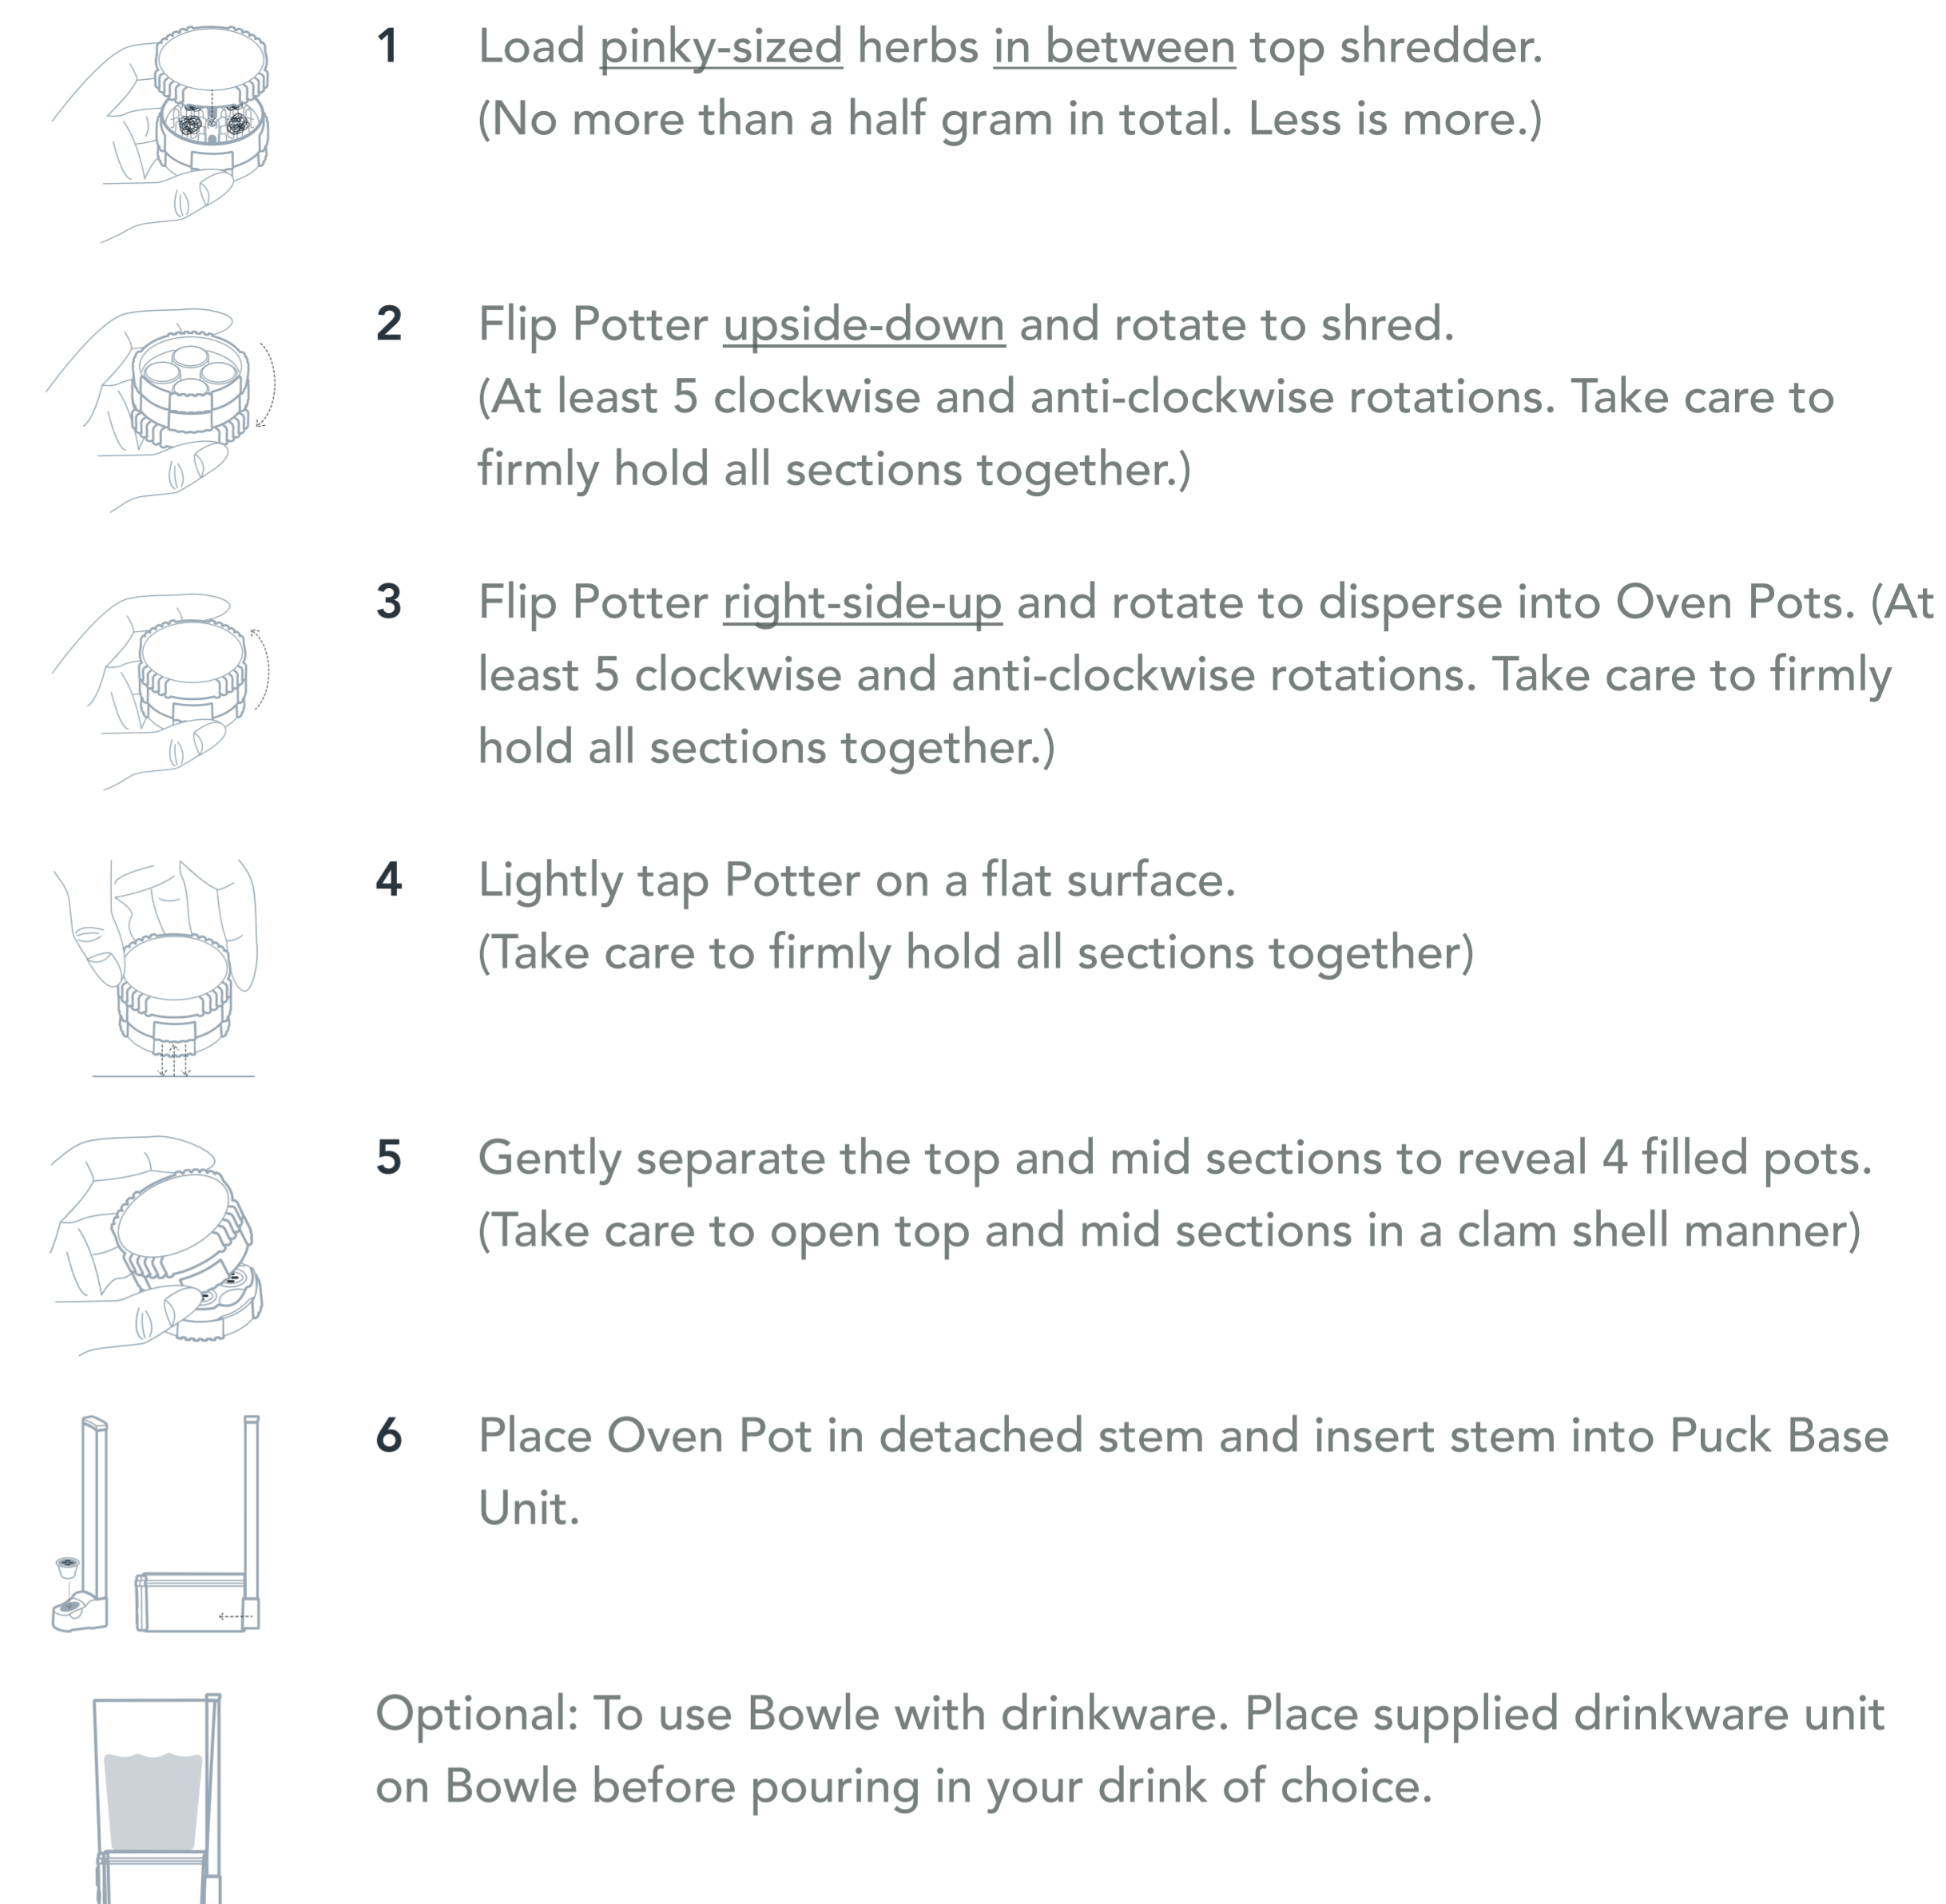 1 Load pinky-sized herbs in between top shedder.
(No more than a half gram in total. Less is more.)
2 Flip Potter upside-down and rotate to shred.
(At least 5 clockwise and anti-clockwise rotations. Take care to
firmly hold all sections together.)
3 Flip Potter right-side-up and rotate to disperse into Oven Pots. (At
least 5 clockwise and anti-clockwise rotations. Take care to firmly
hold all sections together.)
4 Lightly tap Potter on a flat surface.
(Take care to firmly hold all sections together)
5 Gently separate the top and mid sections to reveal 4 filled pots.
(Take care to open top and mid sections in a clam shell manner)
6 Place Oven Pot in detached stem and insert stem into Puck Base
Unit.
Optional: To use Bowle with drinkware. Place supplied drinkware unit
on Bowle before pouring in your drink of choice.